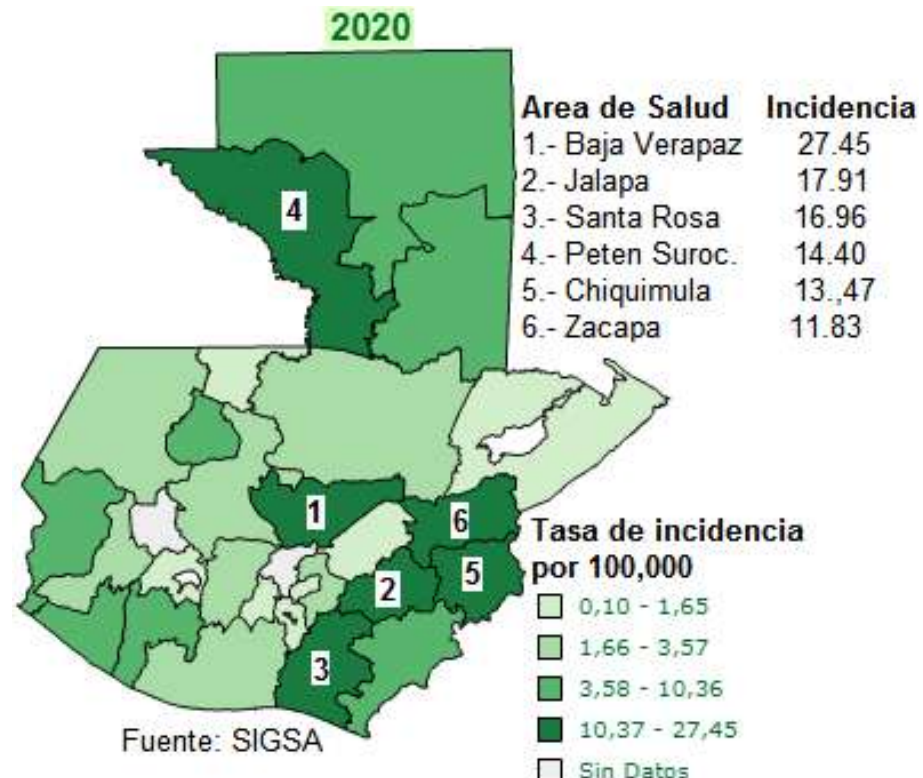 2020
Area de Salud Incidencia
1.- Baja Verapaz 27.45
2.- Jalapa 17.91
3.- Santa Rosa 16.96
4.- Peten Suroc. 14.40
5.- Chiquimula 13.,47
6.- Zacapa 11.83
4
1
6
5
2
3
Tasa de incidencia
por 100,000
0,10 - 1,65
1,66 - 3,57
3,58 - 10,36
10,37 - 27,45
Sin Datos
Fuente: SIGSA